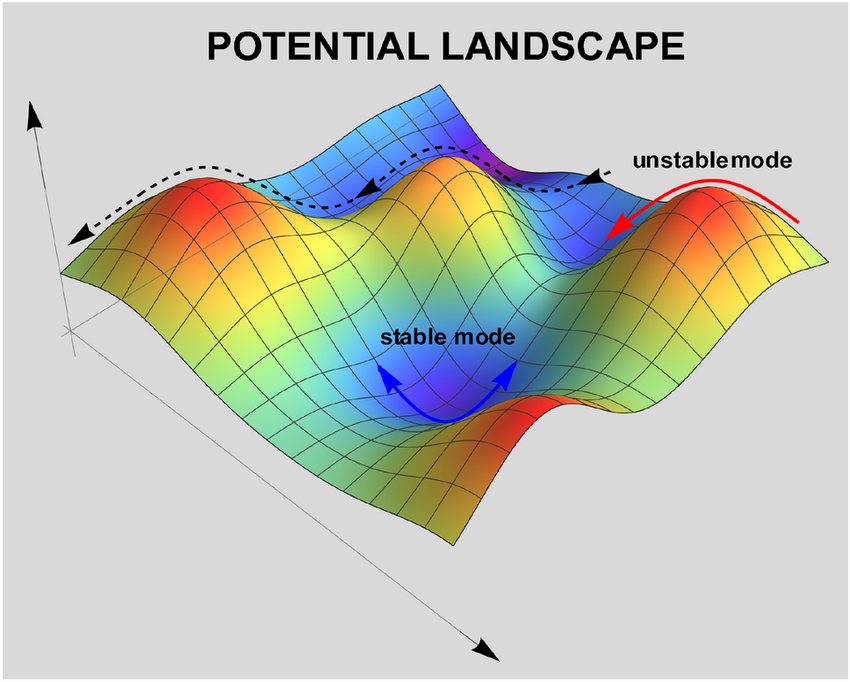 POTENTIAL LANDSCAPE
unstablemode
stable mode